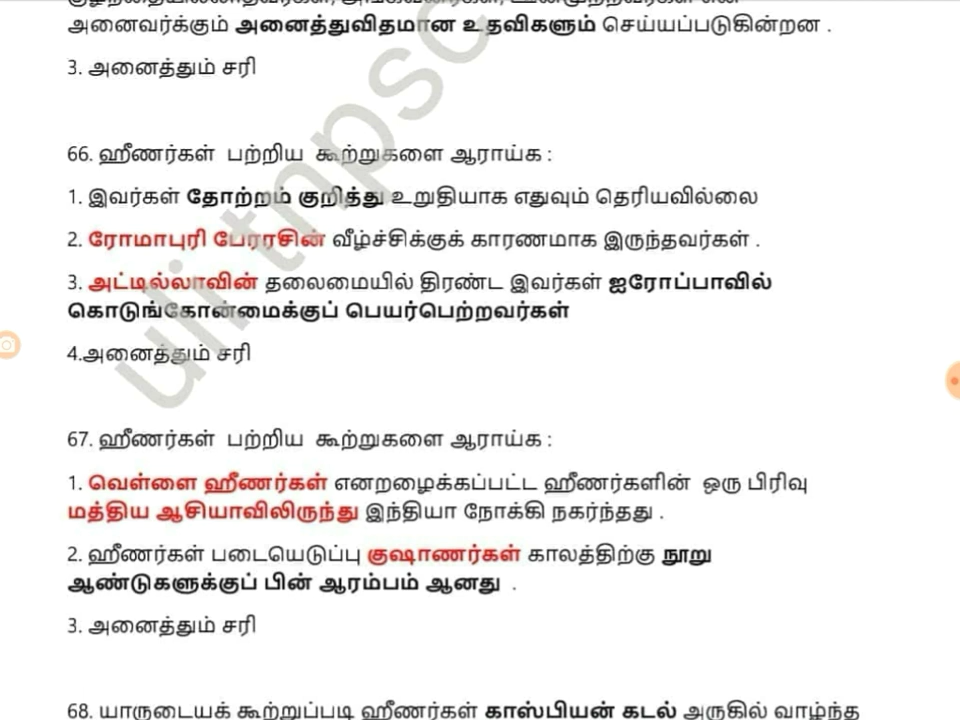 அனைவர்க்கும் அனைத்துவிதமான உதவிகளும் செய்யப்படுகின்றன .
3. அனைத்தும் சரி
66. ஹீணர்கள் பற்றிய கூற்றுகளை ஆராய்க :
1. இவர்கள் தோற்றம் குறித்து உறுதியாக எதுவும் தெரியவில்லை
2. ரோமாபுரி பேரரசின் வீழ்ச்சிக்குக் காரணமாக இருந்தவர்கள் .
3. அட்டில்லாவின் தலைமையில் திரண்ட இவர்கள் ஐரோப்பாவில்
கொடுங்கோன்மைக்குப் பெயர்பெற்றவர்கள்
4.அனைத்தும் சரி
67. ஹீணர்கள் பற்றிய கூற்றுகளை ஆராய்க :
1. வெள்ளை ஹீணர்கள் எனறழைக்கப்பட்ட ஹீணர்களின் ஒரு பிரிவு
மத்திய ஆசியாவிலிருந்து இந்தியா நோக்கி நகர்ந்தது .
2. ஹீணர்கள் படையெடுப்பு குஷாணர்கள் காலத்திற்கு நூறு
ஆண்டுகளுக்குப் பின் ஆரம்பம் ஆனது .
3. அனைத்தும் சரி
68. யாருடையக் கூற்றுப்படி ஹீணர்கள் காஸ்பியன் கடல் அருகில் வாழ்ந்த
uli tnpsc